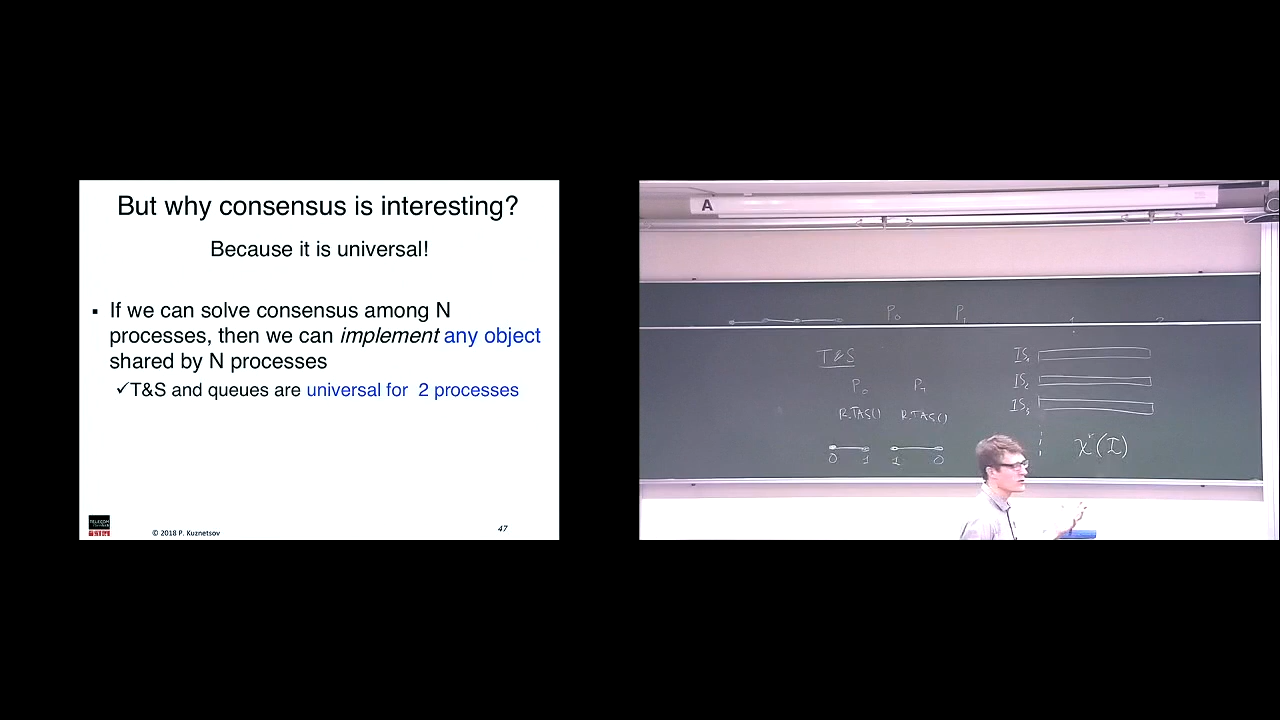 But why consensus is interesting?
Because it is universal!
▪ If we can solve consensus among N
processes, then we can implement any object
shared by N processes
✓T&S and queues are universal for 2 processes
TELECOM
© 2018 P. Kuznetsov
47
A
P₀ P₁
T&S
P₀ P₁
R.TAS() R.TAS()
0 1 1 0
IS₁
IS₂
IS₃
χʳ(I)